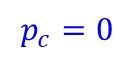 p_c = 0